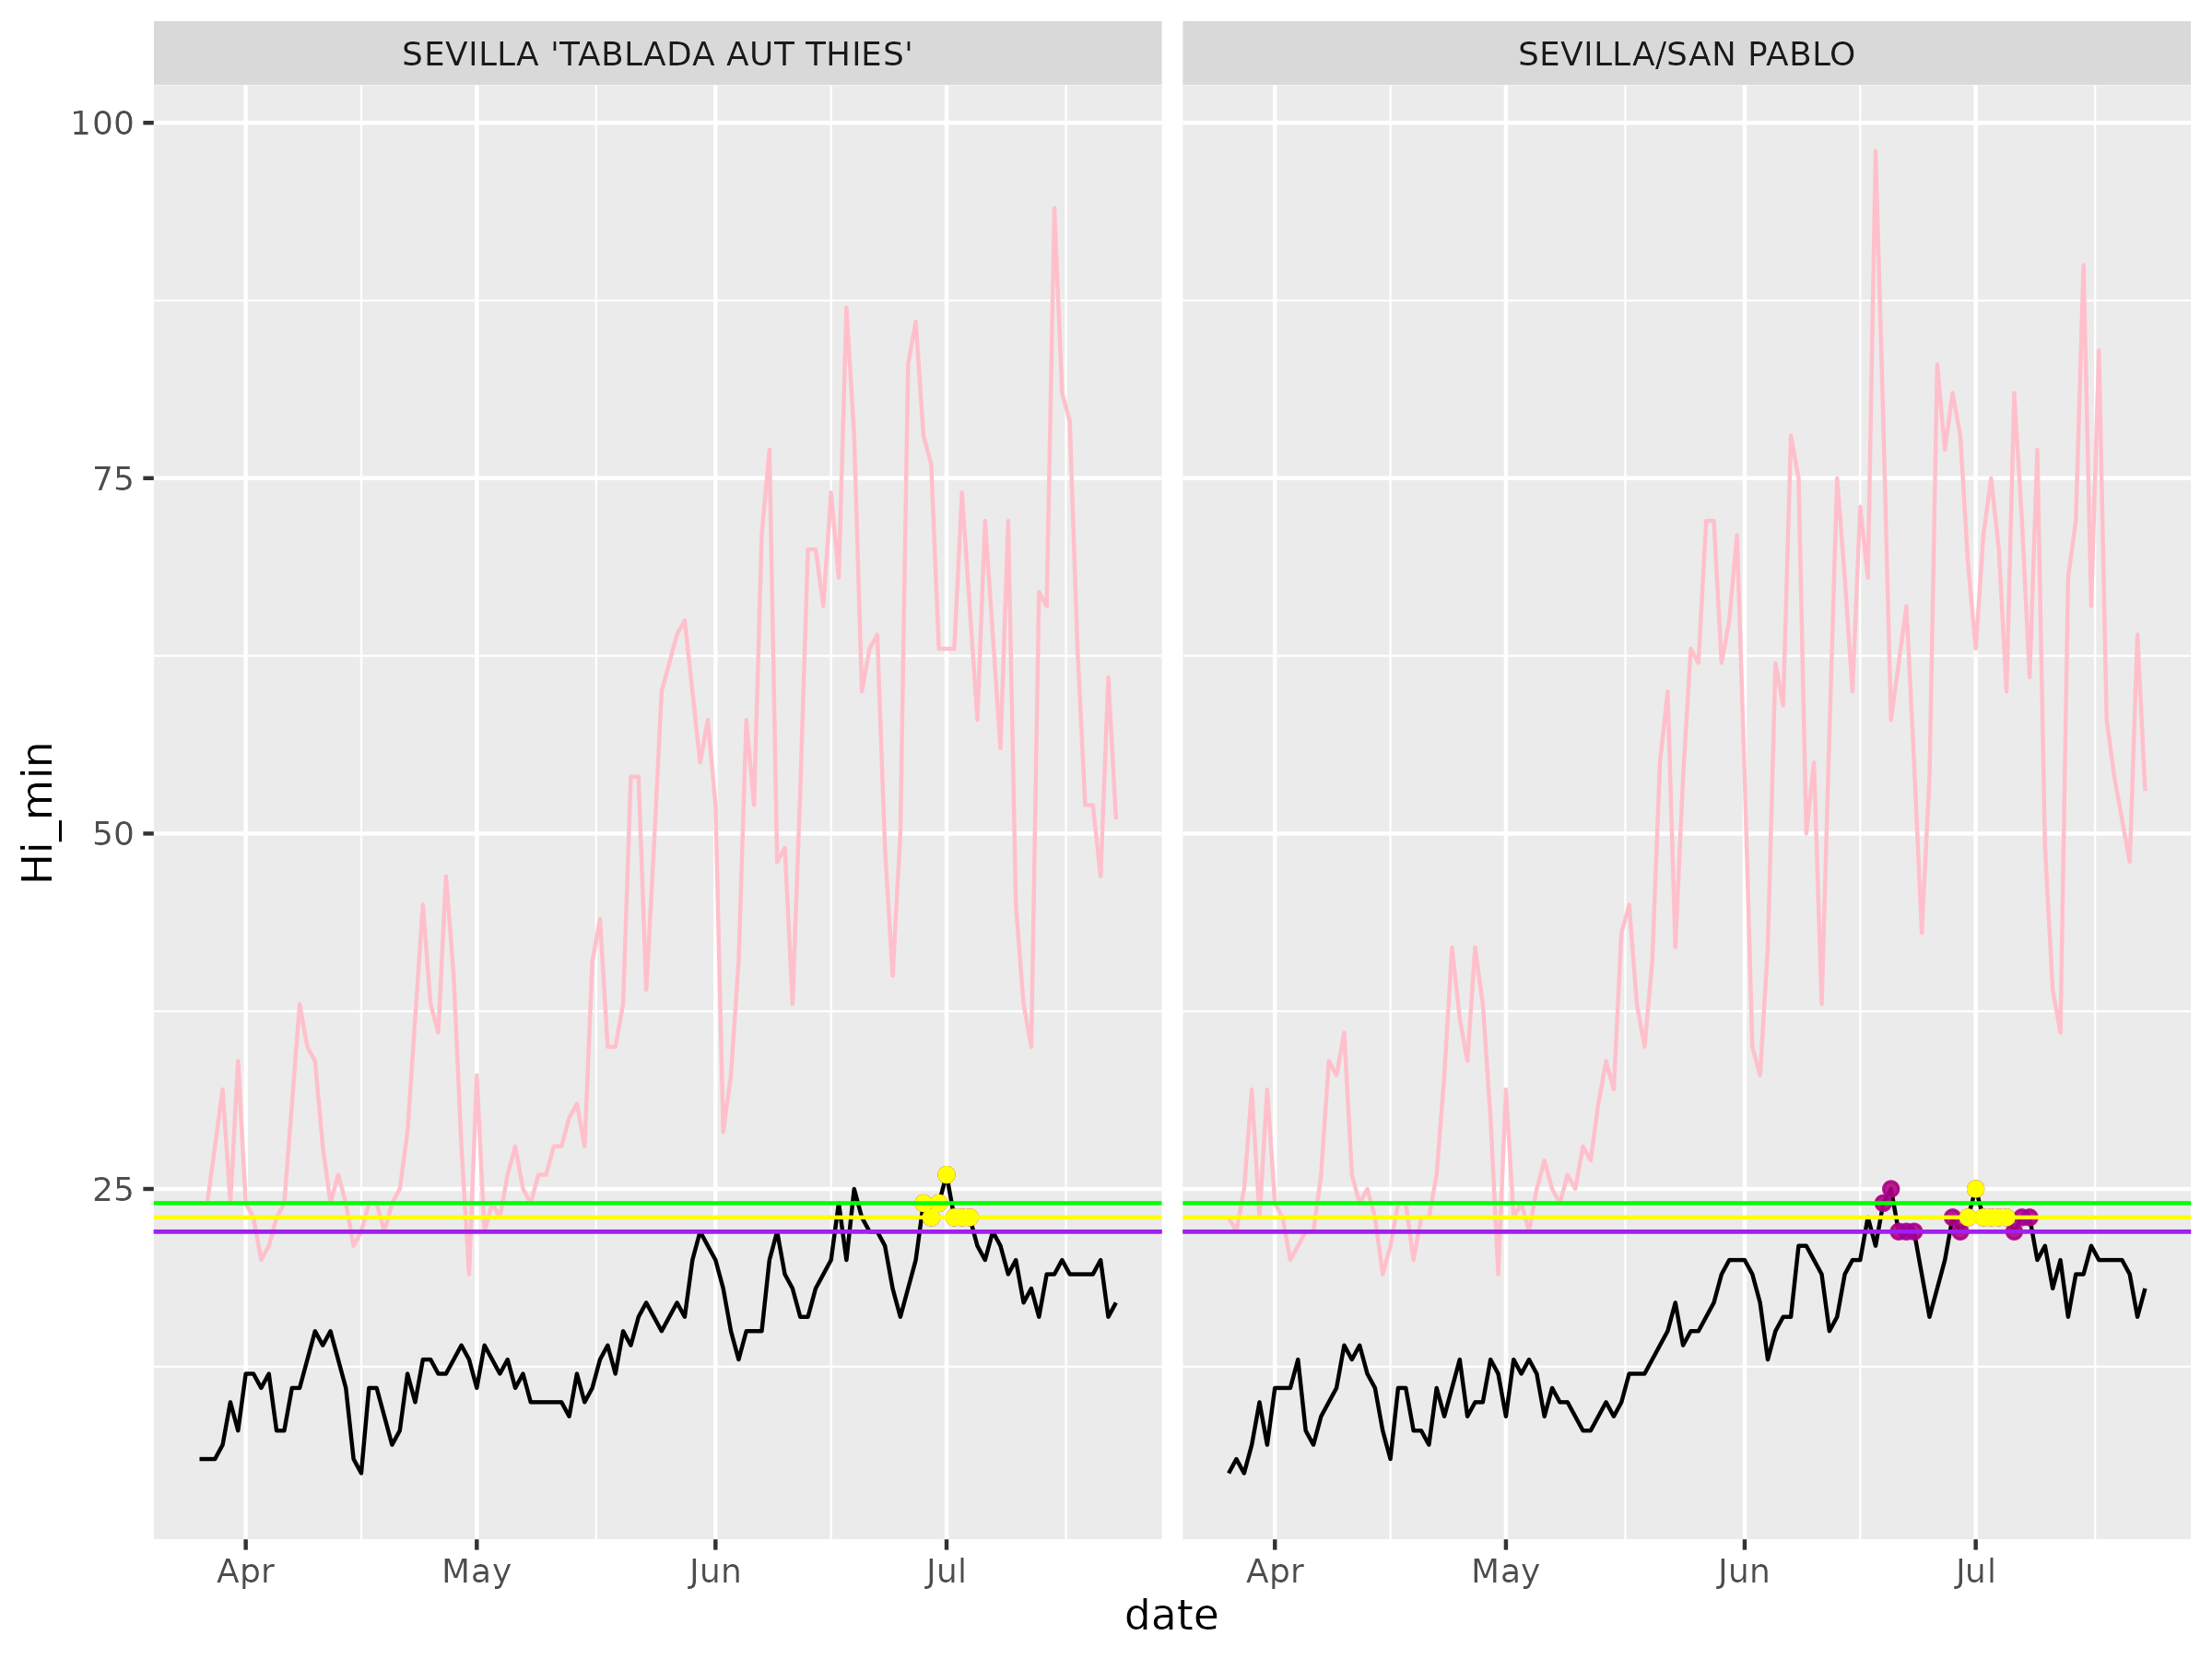 SEVILLA 'TABLADA AUT THIES'
SEVILLA/SAN PABLO
100
75
50
25
Hi_min
Apr May Jun Jul
Apr May Jun Jul
date